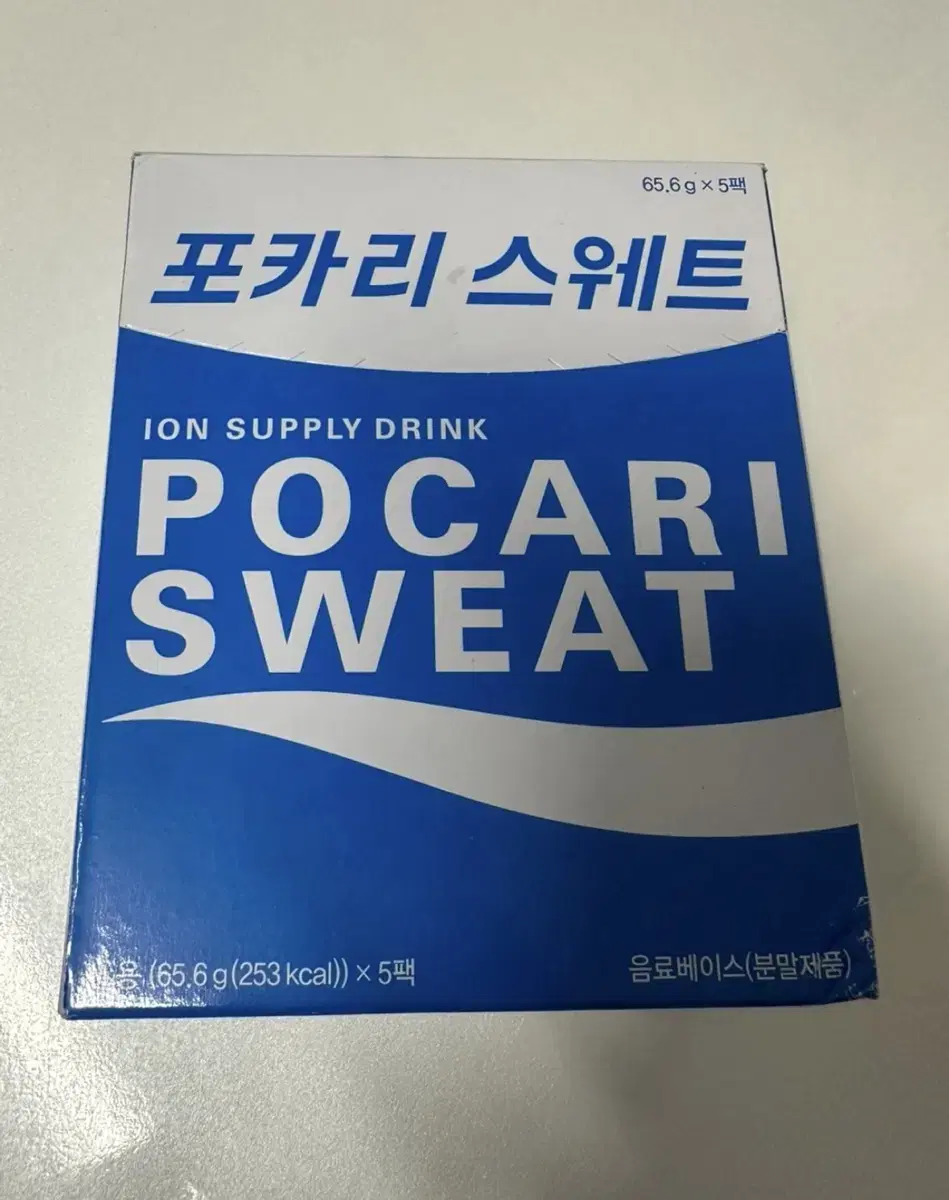 65.6 g × 5팩
포카리 스웨트
ION SUPPLY DRINK
POCARI
SWEAT
용 (65.6 g (253 kcal)) × 5팩
음료베이스(분말제품)